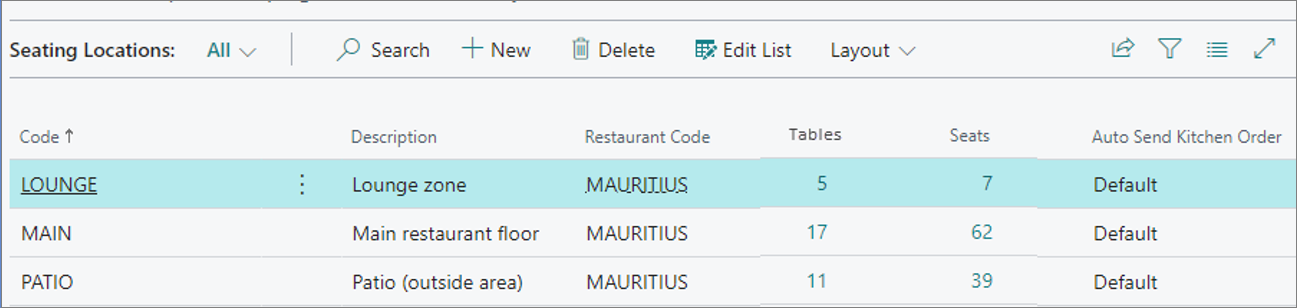 Seating Locations: All Search New Delete Edit List Layout
Code ↑ Description Restaurant Code Tables Seats Auto Send Kitchen Order
LOUNGE Lounge zone MAURITIUS 5 7 Default
MAIN Main restaurant floor MAURITIUS 17 62 Default
PATIO Patio (outside area) MAURITIUS 11 39 Default